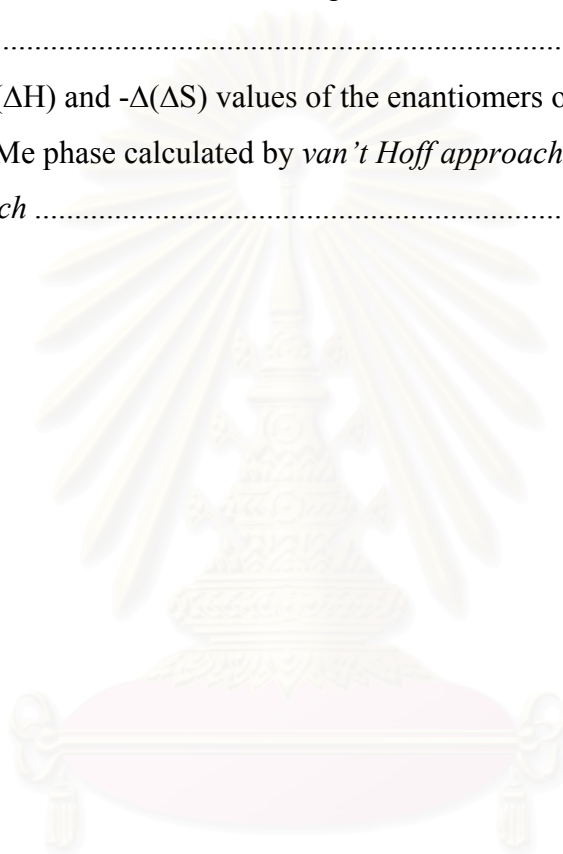 ................................................................
(ΔH) and -Δ(ΔS) values of the enantiomers
Me phase calculated by van't Hoff approach
ch ................................................................